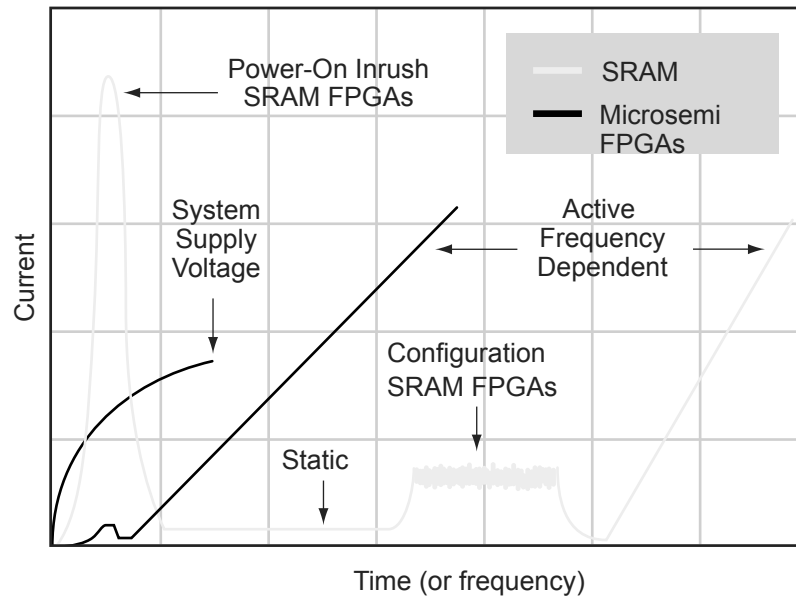 Power-On Inrush
SRAM FPGAs
SRAM
Microsemi
FPGAs
System
Supply
Voltage
Active
Frequency
Dependent
Current
Configuration
SRAM FPGAs
Static
Time (or frequency)